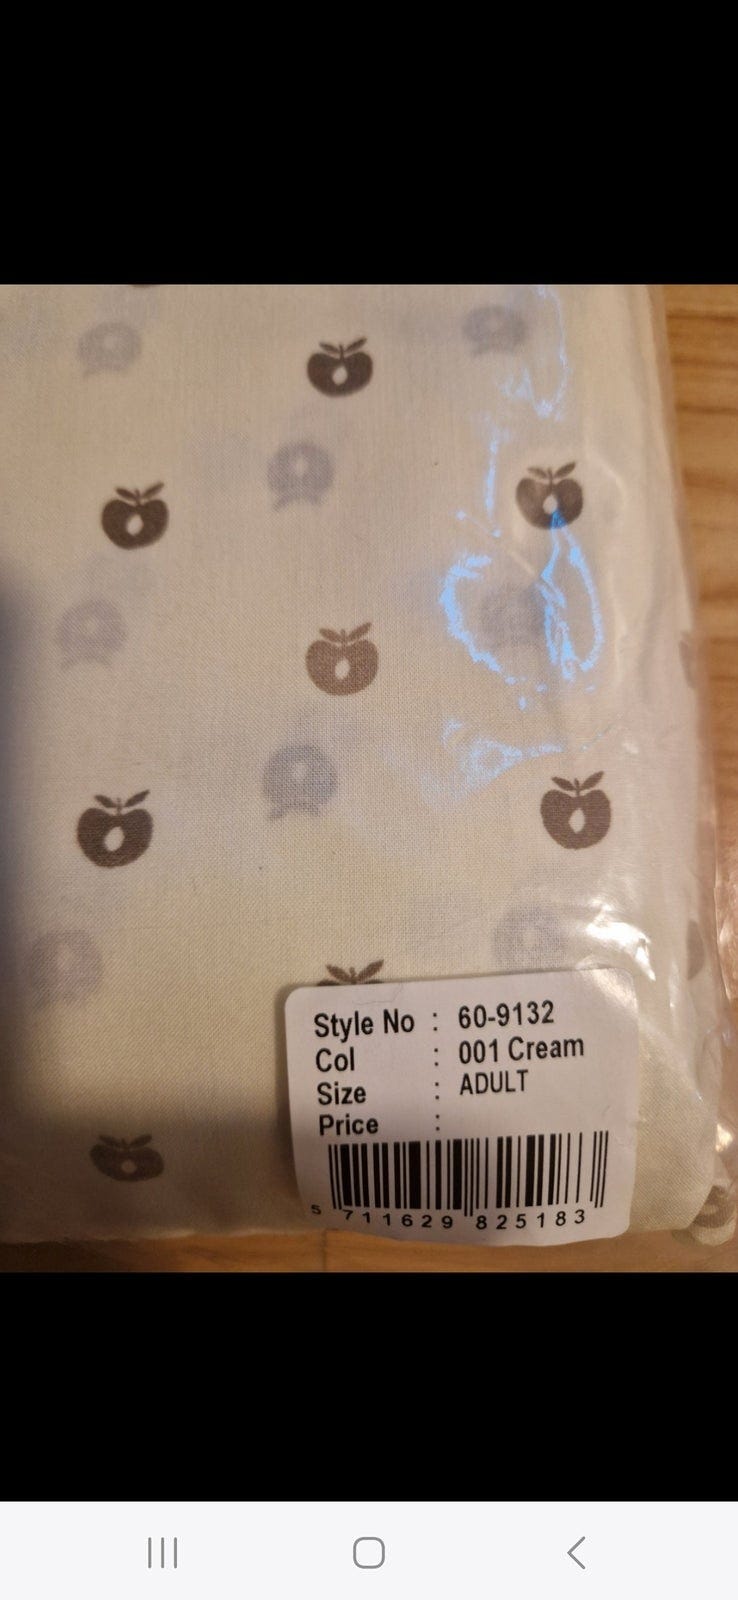 Style No : 60-9132
Col : 001 Cream
Size : ADULT
Price :
5 711629 825183